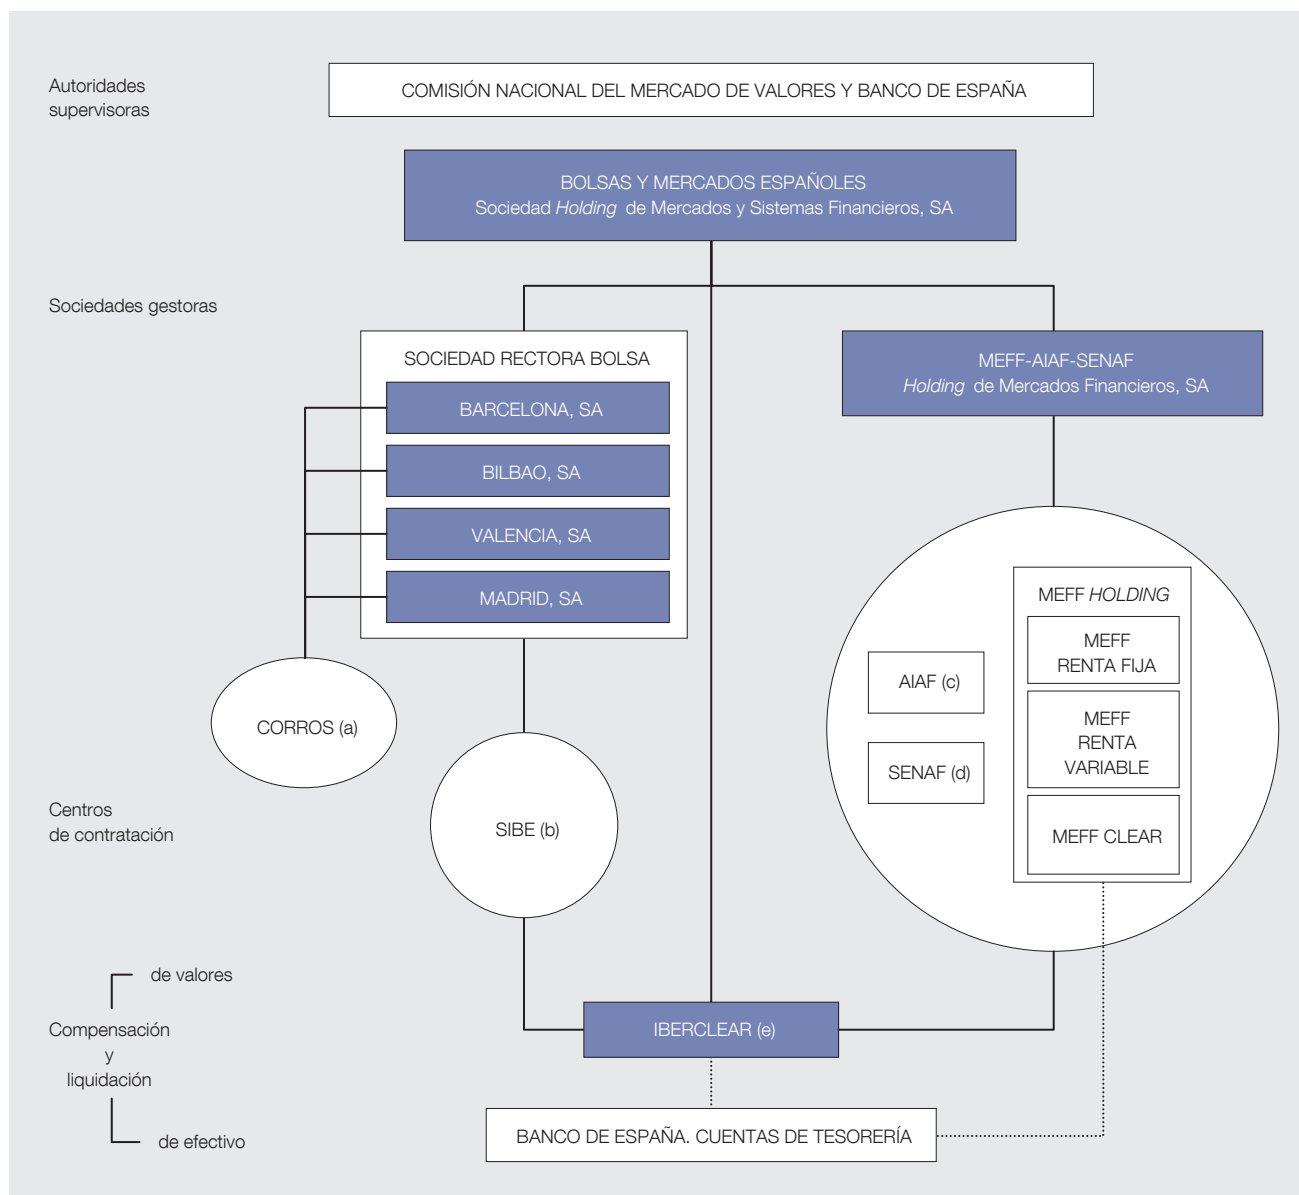 Autoridades
supervisoras
COMISIÓN NACIONAL DEL MERCADO DE VALORES Y BANCO DE ESPAÑA
BOLSAS Y MERCADOS ESPAÑOLES
Sociedad Holding de Mercados y Sistemas Financieros, SA
Sociedades gestoras
SOCIEDAD RECTORA BOLSA
BARCELONA, SA
BILBAO, SA
VALENCIA, SA
MADRID, SA
MEFF-AIAF-SENAF
Holding de Mercados Financieros, SA
CORROS (a)
SIBE (b)
AIAF (c)
SENAF (d)
MEFF HOLDING
MEFF
RENTA FIJA
MEFF
RENTA
VARIABLE
MEFF CLEAR
Centros
de contratación
de valores
Compensación
y
liquidación
de efectivo
IBERCLEAR (e)
BANCO DE ESPAÑA. CUENTAS DE TESORERÍA